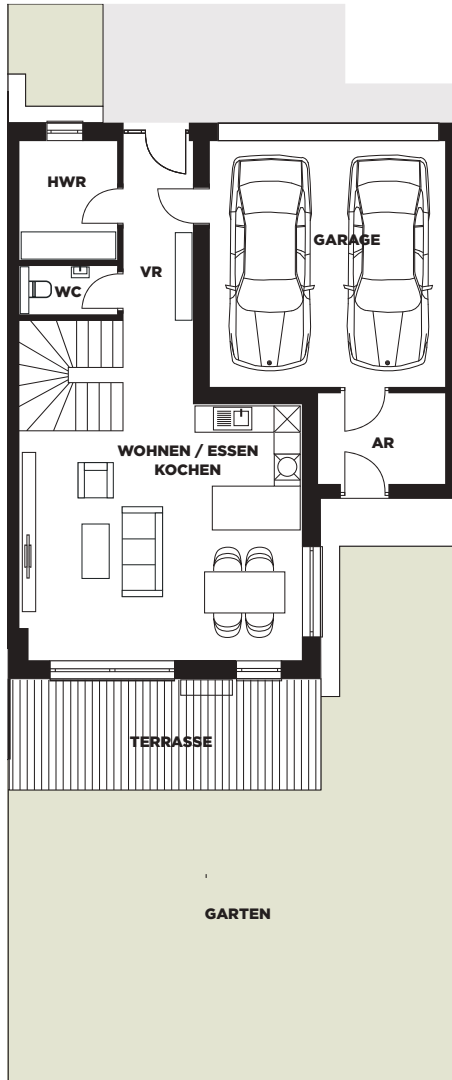 HWR
GARAGE
VR
WC
AR
WOHNEN / ESSEN
KOCHEN
TERRASSE
GARTEN